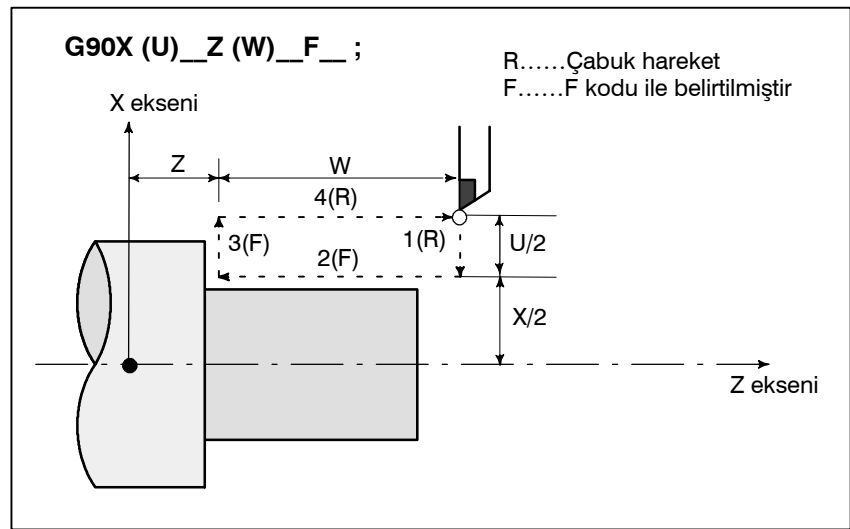 G90X (U)__Z (W)__F__ ;
R......Çabuk hareket
F......F kodu ile belirtilmiştir
X ekseni
Z
W
4(R)
3(F)
2(F)
1(R)
U/2
X/2
Z ekseni